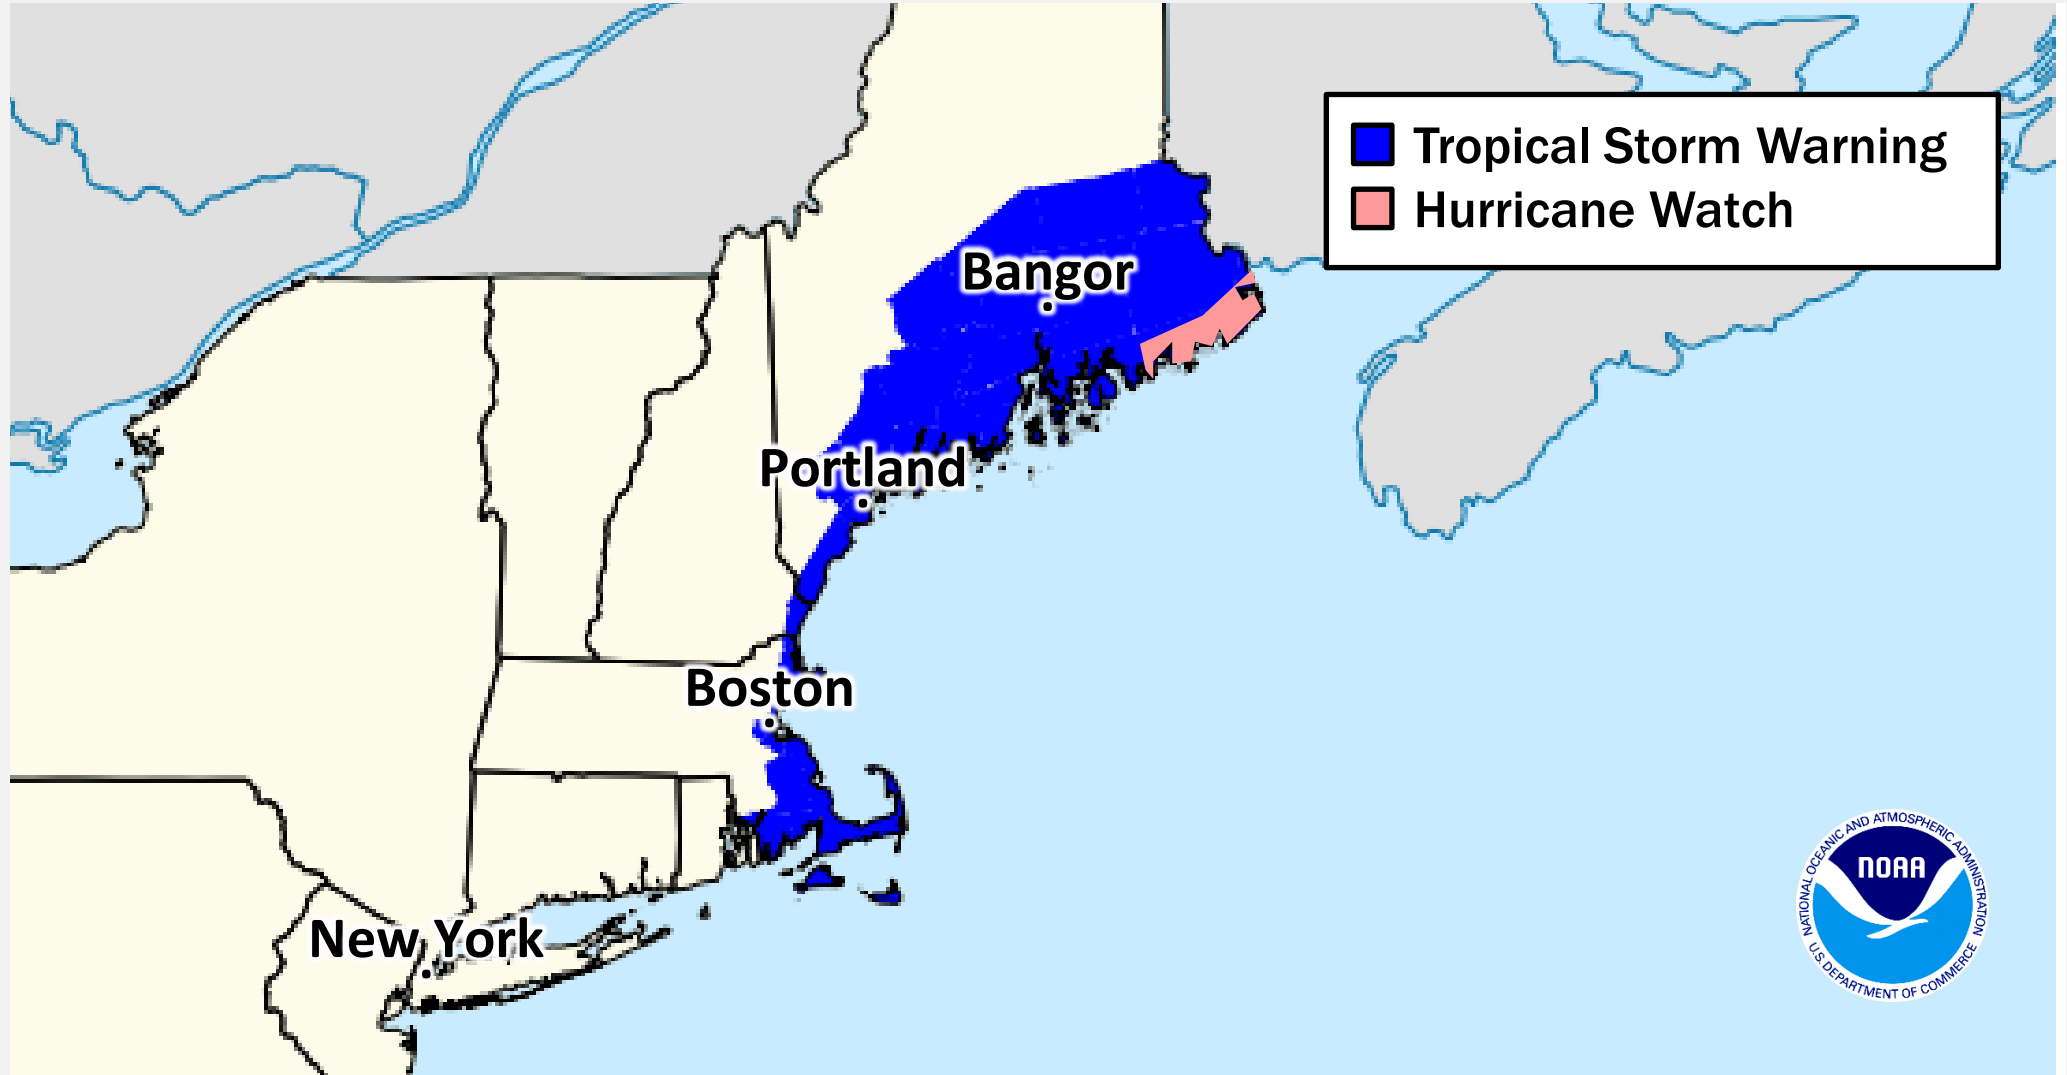 Tropical Storm Warning
Hurricane Watch
Bangor
Portland
Boston
New York
NATIONAL OCEANIC AND ATMOSPHERIC ADMINISTRATION
NOAA
U.S. DEPARTMENT OF COMMERCE